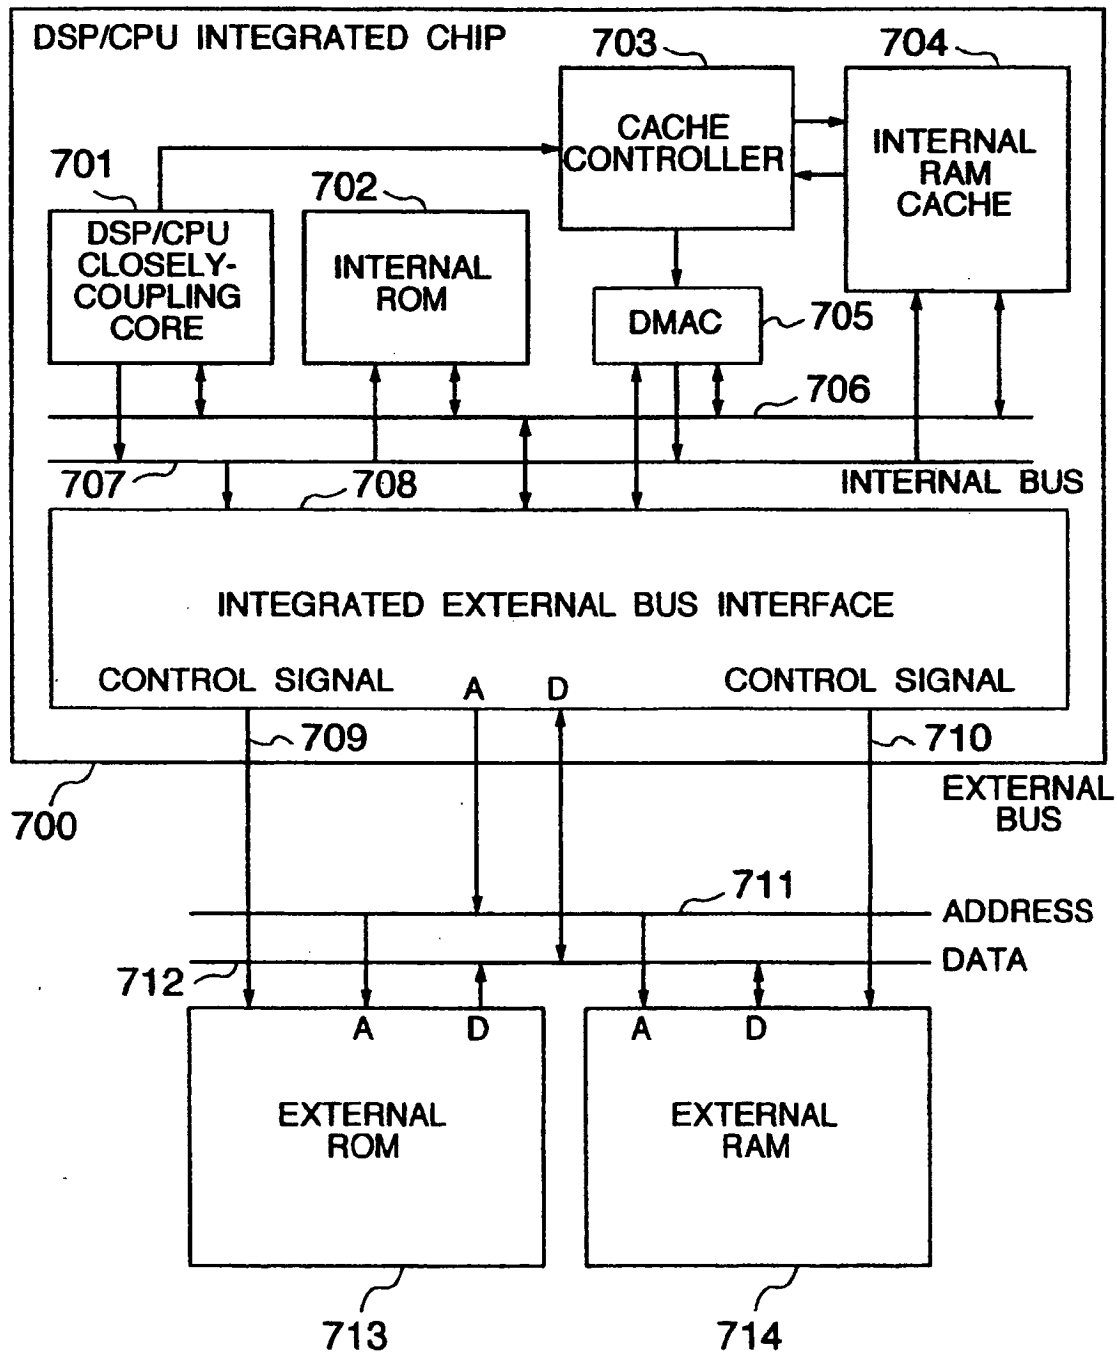 DSP/CPU INTEGRATED CHIP
703
704
CACHE
CONTROLLER
INTERNAL
RAM
CACHE
701
702
DSP/CPU
CLOSELY-
COUPLING
CORE
INTERNAL
ROM
DMAC
705
706
707
708
INTERNAL BUS
INTEGRATED EXTERNAL BUS INTERFACE
CONTROL SIGNAL
A
D
CONTROL SIGNAL
709
710
700
EXTERNAL
BUS
711
ADDRESS
712
DATA
A
D
A
D
EXTERNAL
ROM
EXTERNAL
RAM
713
714